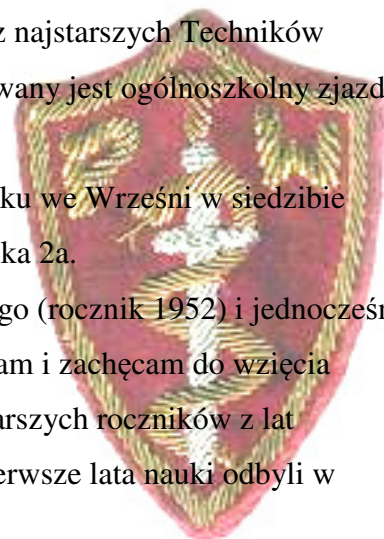 z najstarszych Techników
wany jest ogólnoszkolny zjazd
ku we Wrześni w siedzibie
ka 2a.
go (rocznik 1952) i jednocześn
am i zachęcam do wzięcia
arszych roczników z lat
erwsze lata nauki odbyli w